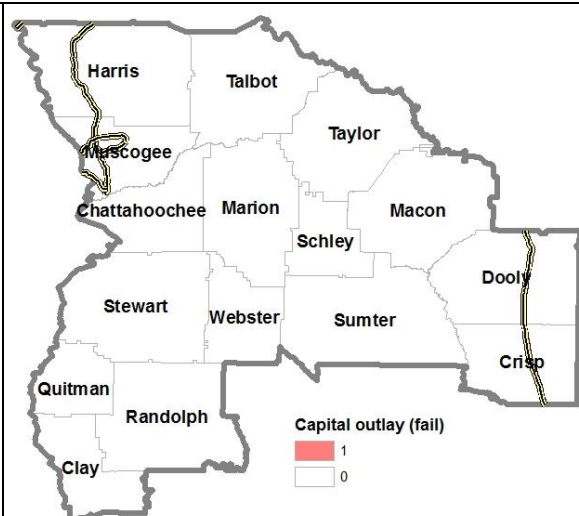 Harris
Talbot
Taylor
Muscogee
Chattahoochee
Marion
Macon
Schley
Dooly
Stewart
Webster
Sumter
Crisp
Quitman
Randolph
Clay
Capital outlay (fail)
1
0